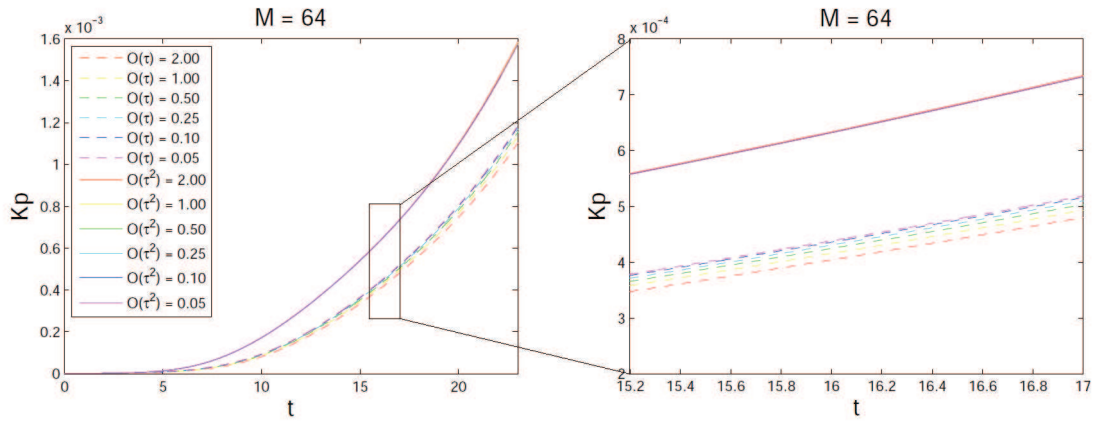 M = 64
x 10⁻³
1.6
1.4
1.2
1
0.8
0.6
0.4
0.2
0
Kp
O(τ) = 2.00
O(τ) = 1.00
O(τ) = 0.50
O(τ) = 0.25
O(τ) = 0.10
O(τ) = 0.05
O(τ²) = 2.00
O(τ²) = 1.00
O(τ²) = 0.50
O(τ²) = 0.25
O(τ²) = 0.10
O(τ²) = 0.05
0 5 10 15 20
t
M = 64
x 10⁻⁴
8
7
6
5
4
3
2
Kp
15.2 15.4 15.6 15.8 16 16.2 16.4 16.6 16.8 17
t